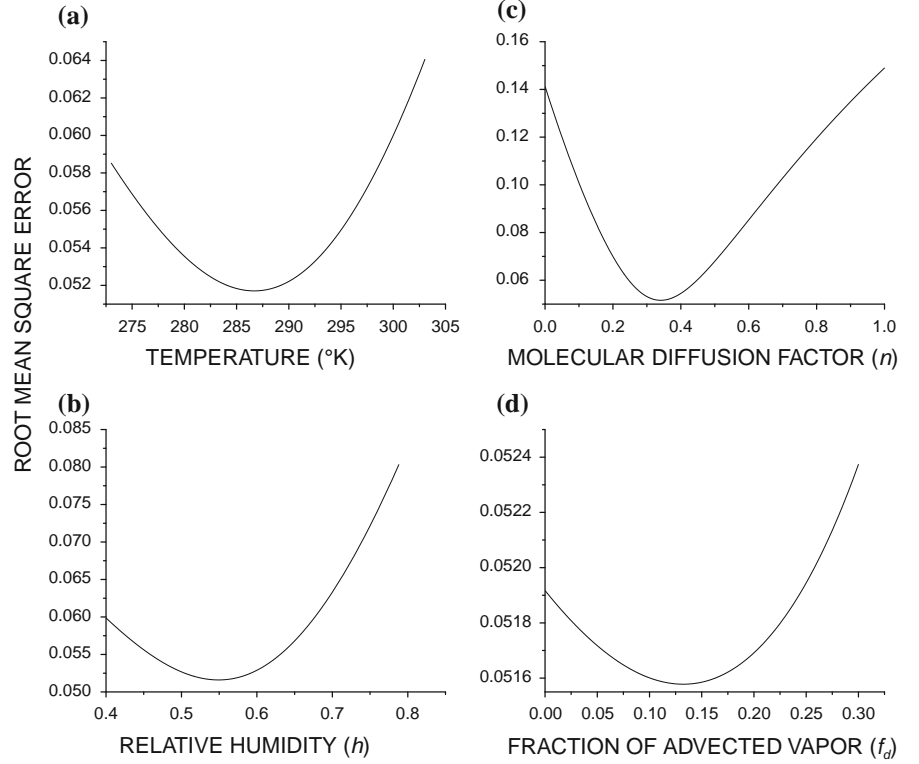 ROOT MEAN SQUARE ERROR
(a)
0.064
0.062
0.060
0.058
0.056
0.054
0.052
275 280 285 290 295 300 305
TEMPERATURE (°K)
(c)
0.16
0.14
0.12
0.10
0.08
0.06
0.0 0.2 0.4 0.6 0.8 1.0
MOLECULAR DIFFUSION FACTOR (n)
(b)
0.085
0.080
0.075
0.070
0.065
0.060
0.055
0.050
0.4 0.5 0.6 0.7 0.8
RELATIVE HUMIDITY (h)
(d)
0.0524
0.0522
0.0520
0.0518
0.0516
0.00 0.05 0.10 0.15 0.20 0.25 0.30
FRACTION OF ADVECTED VAPOR (f_d)